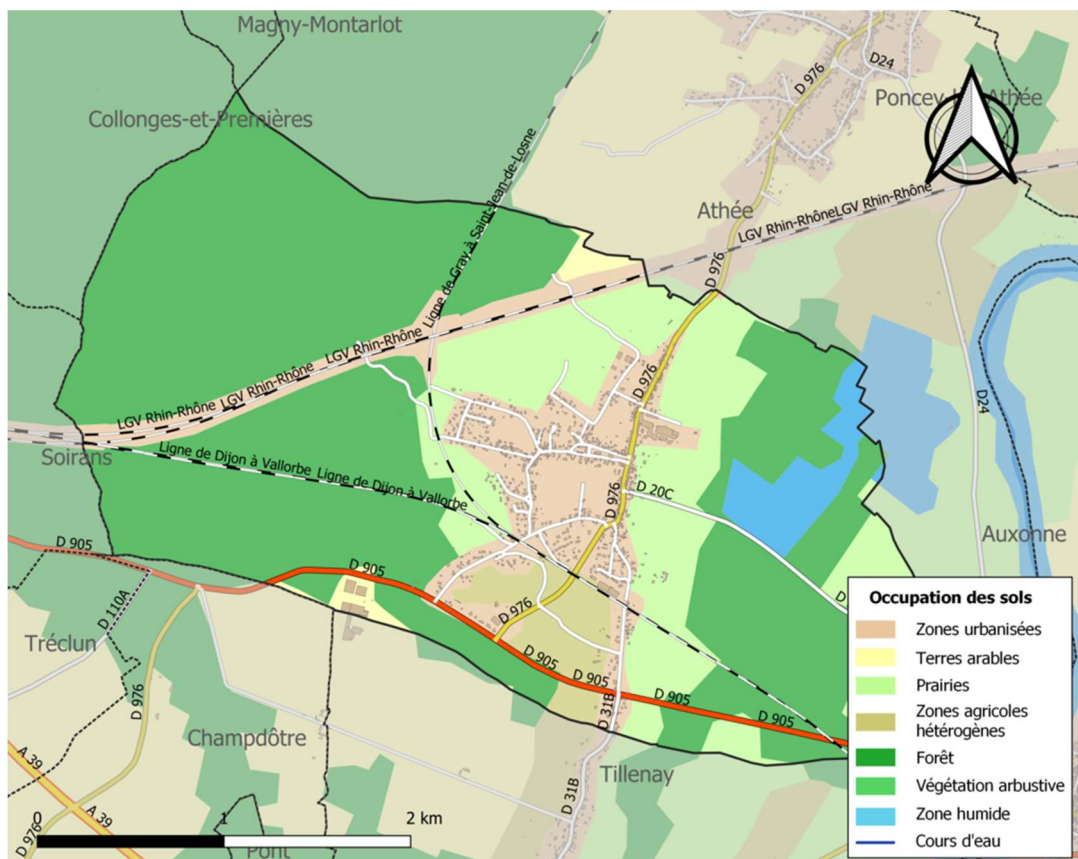 Magny-Montarlot
D 976
D24
Collonges-et-Premières
Poncey-lès-Athée
Ligne de Gray à Saint-Jean-de-Losne
Athée
LGV Rhin-Rhône LGV Rhin-Rhône
D 976
LGV Rhin-Rhône
LGV Rhin-Rhône
LGV Rhin-Rhône
D 976
D24
Soirans
Ligne de Dijon à Vallorbe Ligne de Dijon à Vallorbe
D 976
D 20C
Auxonne
D 905
D 905
D 905
D 110A
Tréclun
D 976
D 976
D 905
D 905
D 905
D 905
D 31B
Champdôtre
Tillenay
D 31B
A 39
A 39
D 976
Pont
0 1 2 km
Occupation des sols
Zones urbanisées
Terres arables
Prairies
Zones agricoles
hétérogènes
Forêt
Végétation arbustive
Zone humide
Cours d'eau